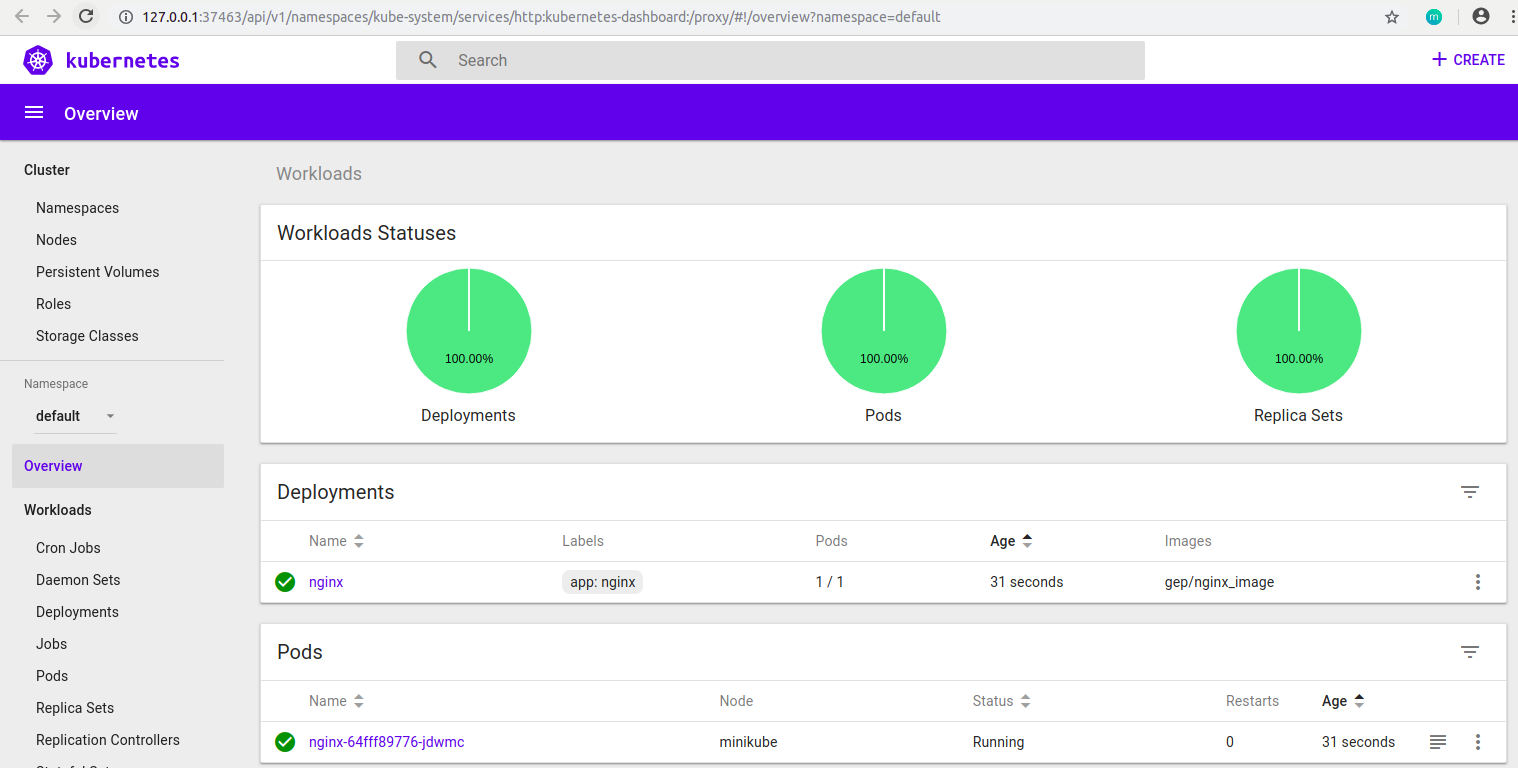 127.0.0.1:37463/api/v1/namespaces/kube-system/services/http:kubernetes-dashboard:/proxy/#!/overview?namespace=default
m
kubernetes
Search
+ CREATE
Overview
Cluster
Namespaces
Nodes
Persistent Volumes
Roles
Storage Classes
Namespace
default
Overview
Workloads
Cron Jobs
Daemon Sets
Deployments
Jobs
Pods
Replica Sets
Replication Controllers
Workloads
Workloads Statuses
100.00% 100.00% 100.00%
Deployments Pods Replica Sets
Deployments
Name Labels Pods Age Images
nginx app: nginx 1 / 1 31 seconds gep/nginx_image
Pods
Name Node Status Restarts Age
nginx-64fff89776-jdwmc minikube Running 0 31 seconds